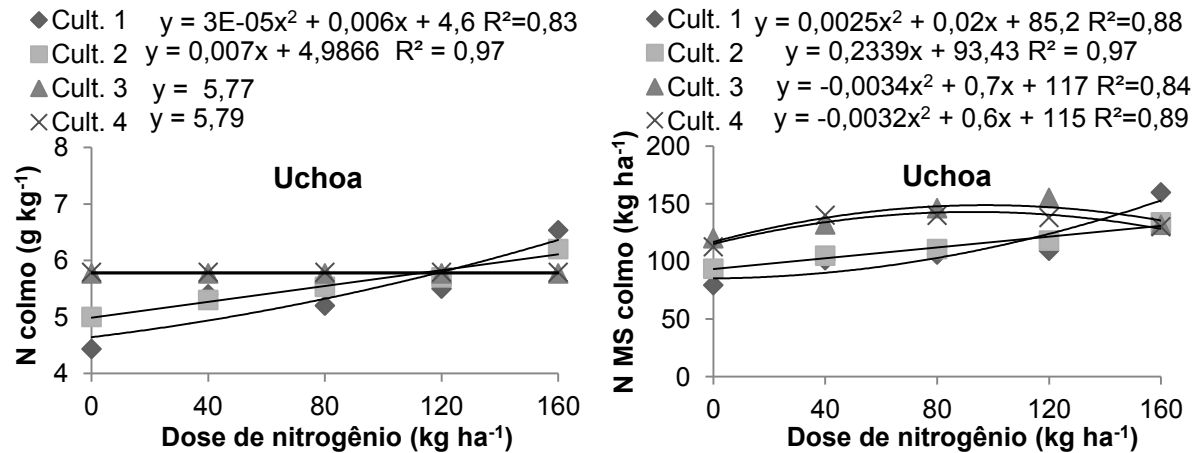 Cult. 1 y = 3E-05x² + 0,006x + 4,6 R²=0,83
Cult. 2 y = 0,007x + 4,9866 R² = 0,97
Cult. 3 y = 5,77
Cult. 4 y = 5,79
8
7
6
5
4
N colmo (g kg⁻¹)
Uchoa
0 40 80 120 160
Dose de nitrogênio (kg ha⁻¹)
Cult. 1 y = 0,0025x² + 0,02x + 85,2 R²=0,88
Cult. 2 y = 0,2339x + 93,43 R² = 0,97
Cult. 3 y = -0,0034x² + 0,7x + 117 R²=0,84
Cult. 4 y = -0,0032x² + 0,6x + 115 R²=0,89
200
150
100
50
0
N MS colmo (kg ha⁻¹)
Uchoa
0 40 80 120 160
Dose de nitrogênio (kg ha⁻¹)